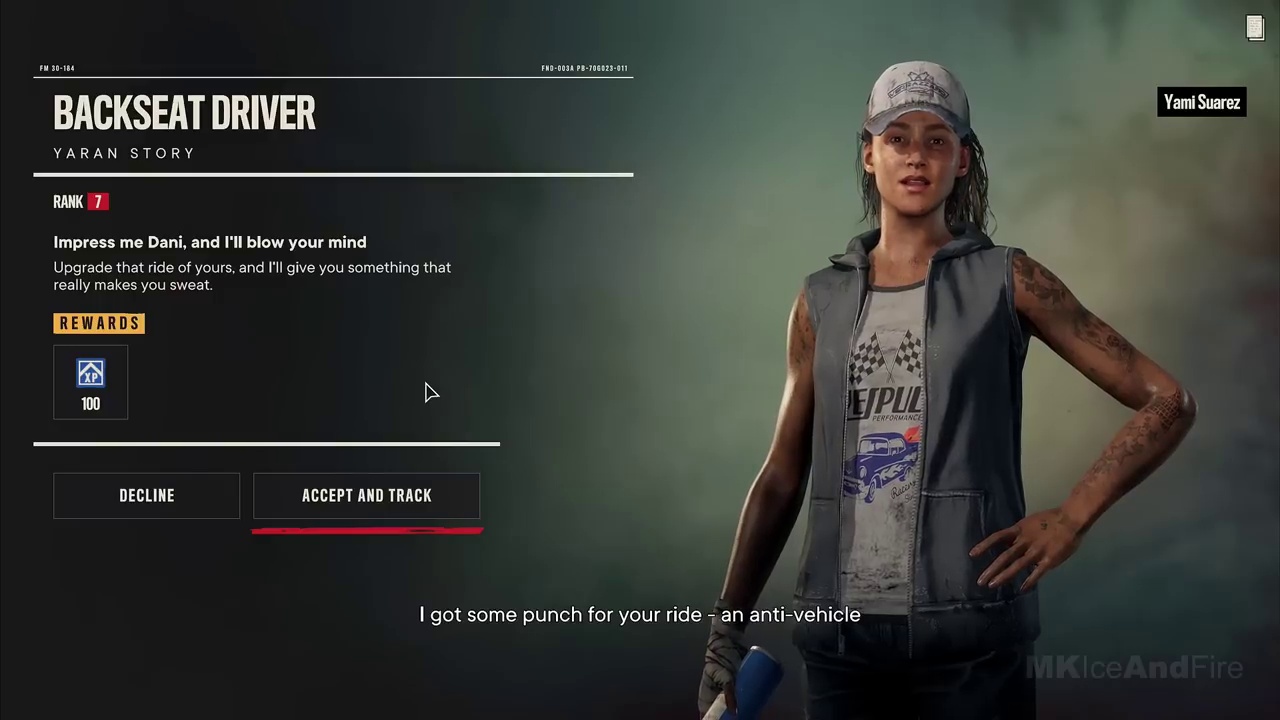 FM 30-184
FND-003A PB-706023-011
BACKSEAT DRIVER
YARAN STORY
RANK 7
Impress me Dani, and I'll blow your mind
Upgrade that ride of yours, and I'll give you something that
really makes you sweat.
REWARDS
XP
100
DECLINE
ACCEPT AND TRACK
Yami Suarez
PERFORMANCE
Racing
I got some punch for your ride - an anti-vehicle
MKIceAndFire